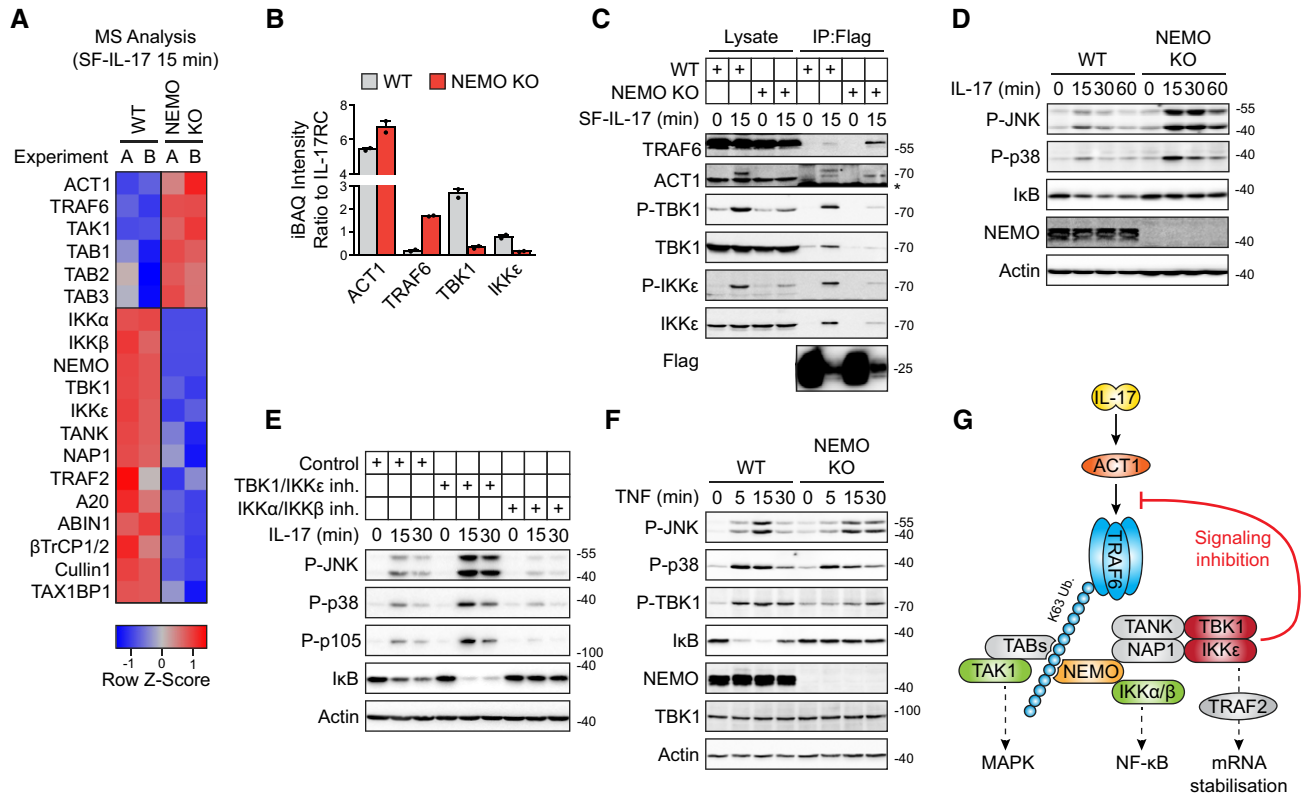 A
MS Analysis
(SF-IL-17 15 min)
WT
NEMO
KO
Experiment A B A B
ACT1
TRAF6
TAK1
TAB1
TAB2
TAB3
IKKα
IKKβ
NEMO
TBK1
IKKε
TANK
NAP1
TRAF2
A20
ABIN1
βTrCP1/2
Cullin1
TAX1BP1
-1 0 1
Row Z-Score
B
WT NEMO KO
iBAQ Intensity
Ratio to IL-17RC
8
6
4
3
2
1
0
ACT1
TRAF6
TBK1
IKKε
C
Lysate IP:Flag
WT + + + +
NEMO KO + + + +
SF-IL-17 (min) 0 15 0 15 0 15 0 15
TRAF6 -55
ACT1 -70
*
P-TBK1 -70
TBK1 -70
P-IKKε -70
IKKε -70
Flag -25
D
WT
NEMO
KO
IL-17 (min) 0 15 30 60 0 15 30 60
P-JNK -55
-40
P-p38 -40
IκB -40
NEMO -40
Actin -40
E
Control + + +
TBK1/IKKε inh. + + +
IKKα/IKKβ inh. + + +
IL-17 (min) 0 15 30 0 15 30 0 15 30
P-JNK -55
-40
P-p38 -40
P-p105 -100
IκB -40
Actin -40
F
WT
NEMO
KO
TNF (min) 0 5 15 30 0 5 15 30
P-JNK -55
-40
P-p38 -40
P-TBK1 -70
IκB -40
NEMO -40
TBK1 -100
Actin -40
G
IL-17
ACT1
TRAF6
Signaling
inhibition
K63 Ub.
TABs
TAK1
NEMO
TANK TBK1
NAP1 IKKε
IKKα/β
TRAF2
MAPK NF-κB mRNA
stabilisation